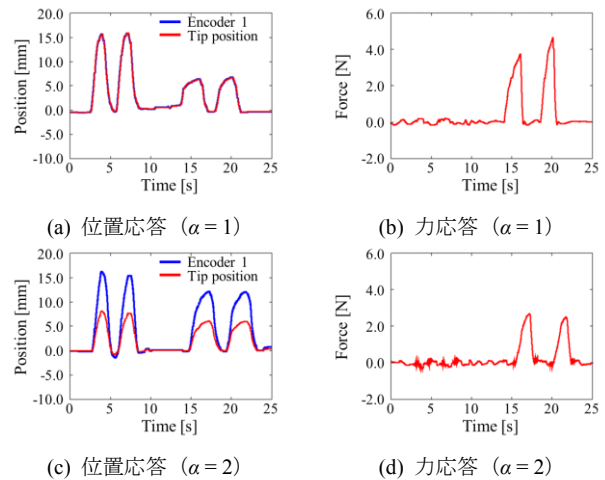 20.0
15.0
10.0
5.0
0.0
-5.0
-10.0
Position [mm]
Encoder 1
Tip position
0 5 10 15 20 25
Time [s]
(a) 位置応答（α = 1）
6.0
4.0
2.0
0.0
-2.0
Force [N]
0 5 10 15 20 25
Time [s]
(b) 力応答（α = 1）
20.0
15.0
10.0
5.0
0.0
-5.0
-10.0
Position [mm]
Encoder 1
Tip position
0 5 10 15 20 25
Time [s]
(c) 位置応答（α = 2）
6.0
4.0
2.0
0.0
-2.0
Force [N]
0 5 10 15 20 25
Time [s]
(d) 力応答（α = 2）